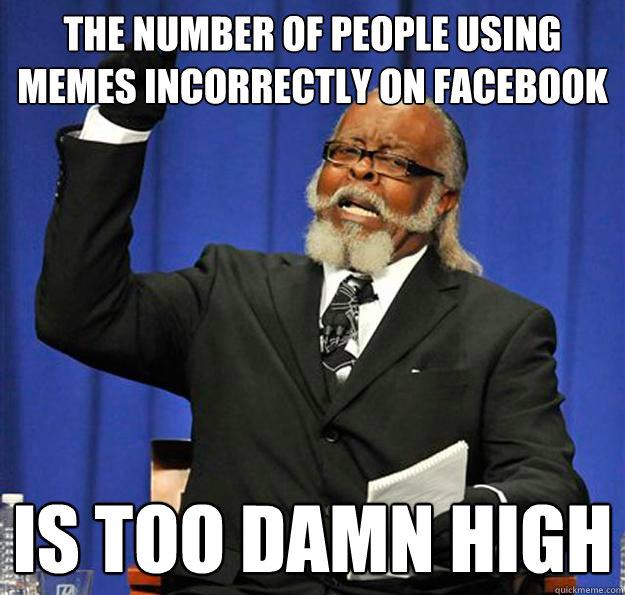 THE NUMBER OF PEOPLE USING
MEMES INCORRECTLY ON FACEBOOK
IS TOO DAMN HIGH
quickmeme.com